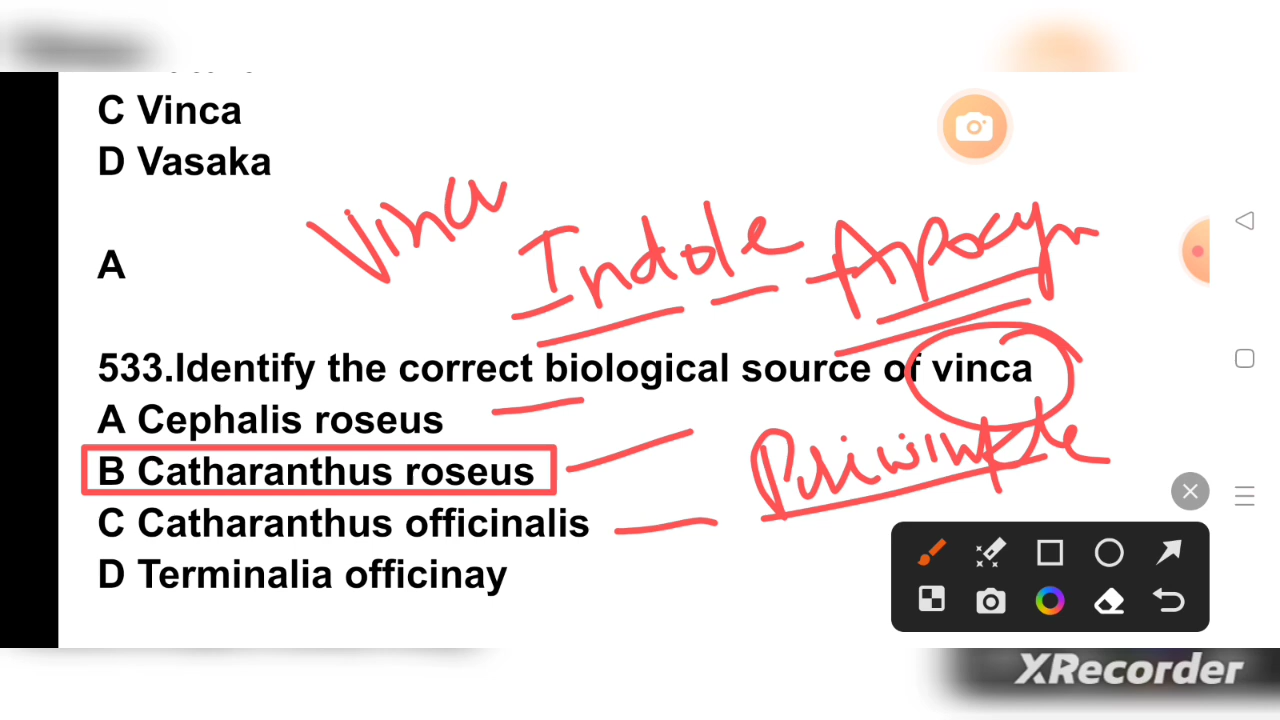 C Vinca
D Vasaka
Vinca
Indole Apocyn
A
533.Identify the correct biological source of vinca
A Cephalis roseus
B Catharanthus roseus
C Catharanthus officinalis
D Terminalia officinay
XRecorder